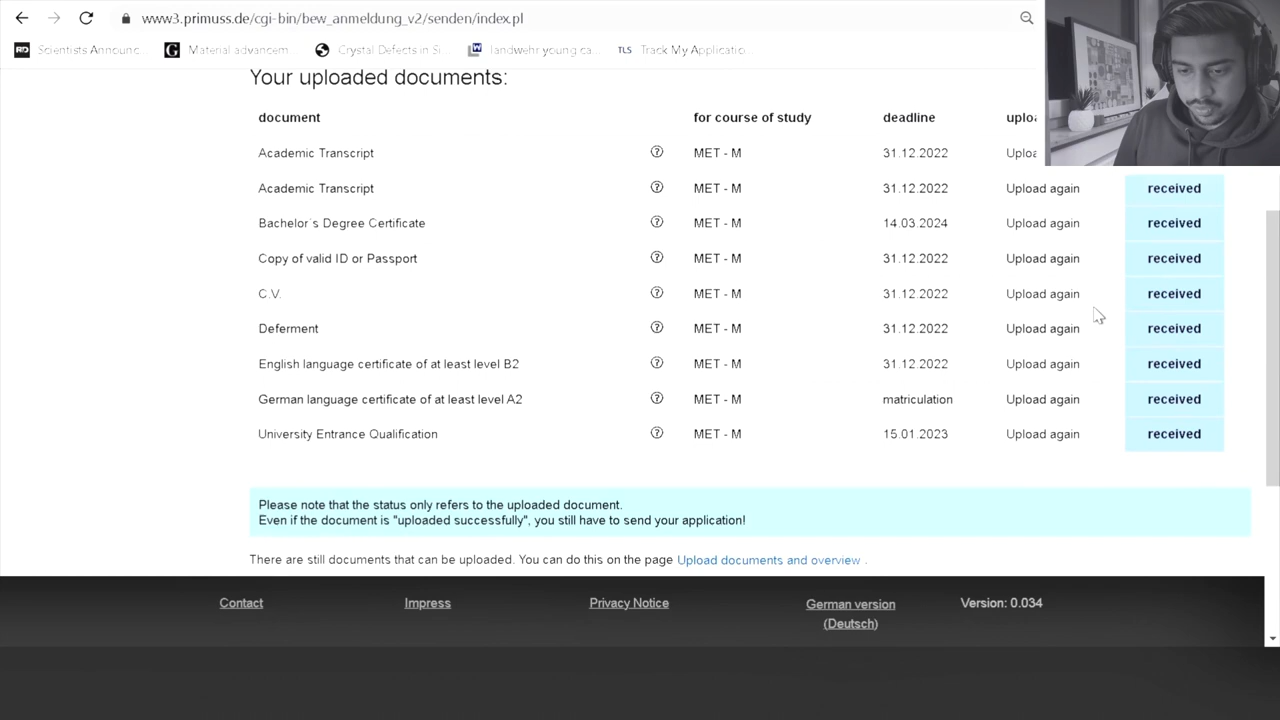 www3.primuss.de/cgi-bin/bew_anmeldung_v2/senden/index.pl
RD Scientists Announc
G Material advancem
Crystal Defects in Si...
landwehr young ca...
TLS Track My Applicatio...
Your uploaded documents:
document for course of study deadline uploa
Academic Transcript MET - M 31.12.2022 Uploa
Academic Transcript MET - M 31.12.2022 Upload again received
Bachelor´s Degree Certificate MET - M 14.03.2024 Upload again received
Copy of valid ID or Passport MET - M 31.12.2022 Upload again received
C.V. MET - M 31.12.2022 Upload again received
Deferment MET - M 31.12.2022 Upload again received
English language certificate of at least level B2 MET - M 31.12.2022 Upload again received
German language certificate of at least level A2 MET - M matriculation Upload again received
University Entrance Qualification MET - M 15.01.2023 Upload again received
Please note that the status only refers to the uploaded document.
Even if the document is "uploaded successfully", you still have to send your application!
There are still documents that can be uploaded. You can do this on the page Upload documents and overview .
Contact Impress Privacy Notice German version Version: 0.034
(Deutsch)